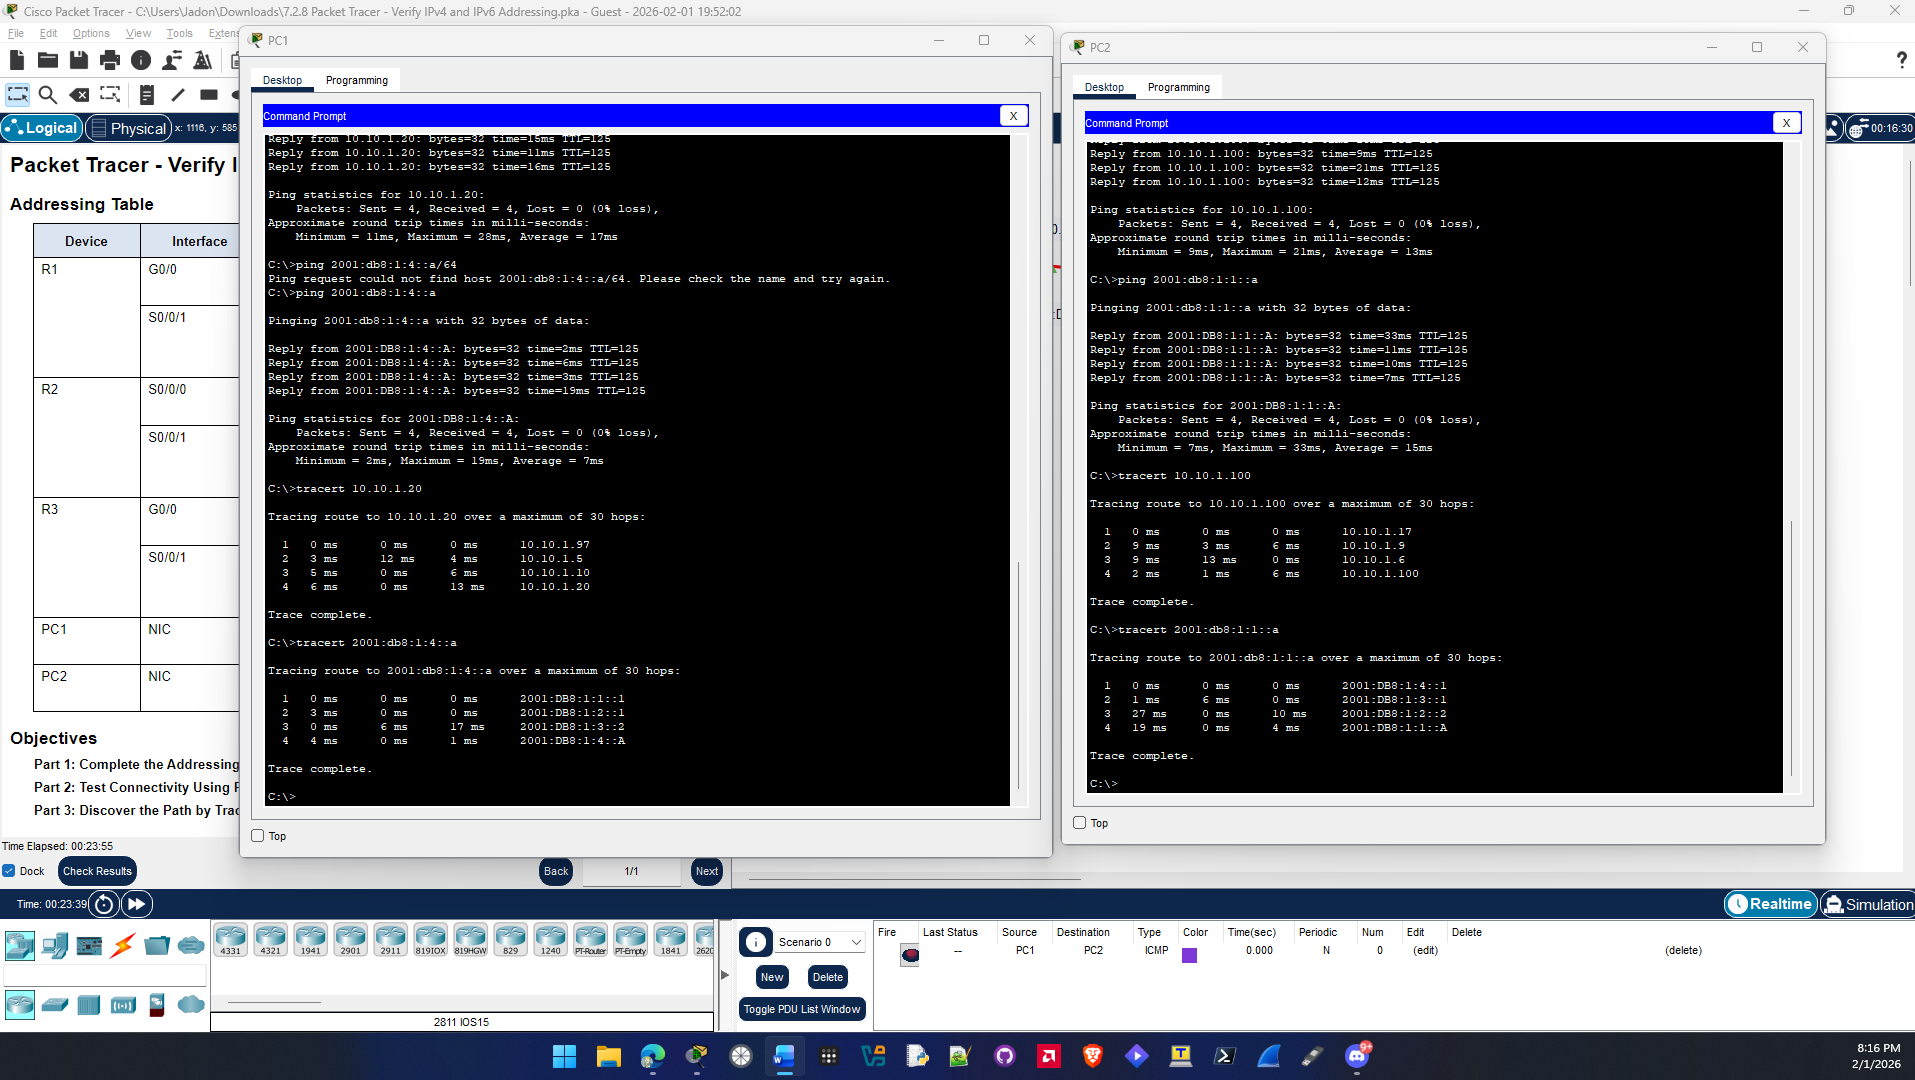 Cisco Packet Tracer - C:\Users\Jadon\Downloads\7.2.8 Packet Tracer - Verify IPv4 and IPv6 Addressing.pka - Guest - 2026-02-01 19:52:02
File Edit Options View Tools Extens
Logical Physical x: 1116, y: 585
00:16:30
Packet Tracer - Verify I
Addressing Table
Device Interface
R1 G0/0
S0/0/1
R2 S0/0/0
S0/0/1
R3 G0/0
S0/0/1
PC1 NIC
PC2 NIC
Objectives
Part 1: Complete the Addressing
Part 2: Test Connectivity Using P
Part 3: Discover the Path by Trac
Time Elapsed: 00:23:55
Dock Check Results Back 1/1 Next
PC1
Desktop Programming
Command Prompt X
Reply from 10.10.1.20: bytes=32 time=15ms TTL=125
Reply from 10.10.1.20: bytes=32 time=11ms TTL=125
Reply from 10.10.1.20: bytes=32 time=16ms TTL=125
Ping statistics for 10.10.1.20:
Packets: Sent = 4, Received = 4, Lost = 0 (0% loss),
Approximate round trip times in milli-seconds:
Minimum = 11ms, Maximum = 28ms, Average = 17ms
C:\>ping 2001:db8:1:4::a/64
Ping request could not find host 2001:db8:1:4::a/64. Please check the name and try again.
C:\>ping 2001:db8:1:4::a
Pinging 2001:db8:1:4::a with 32 bytes of data:
Reply from 2001:DB8:1:4::A: bytes=32 time=2ms TTL=125
Reply from 2001:DB8:1:4::A: bytes=32 time=6ms TTL=125
Reply from 2001:DB8:1:4::A: bytes=32 time=3ms TTL=125
Reply from 2001:DB8:1:4::A: bytes=32 time=19ms TTL=125
Ping statistics for 2001:DB8:1:4::A:
Packets: Sent = 4, Received = 4, Lost = 0 (0% loss),
Approximate round trip times in milli-seconds:
Minimum = 2ms, Maximum = 19ms, Average = 7ms
C:\>tracert 10.10.1.20
Tracing route to 10.10.1.20 over a maximum of 30 hops:
1 0 ms 0 ms 0 ms 10.10.1.97
2 3 ms 12 ms 4 ms 10.10.1.5
3 5 ms 0 ms 6 ms 10.10.1.10
4 6 ms 0 ms 13 ms 10.10.1.20
Trace complete.
C:\>tracert 2001:db8:1:4::a
Tracing route to 2001:db8:1:4::a over a maximum of 30 hops:
1 0 ms 0 ms 0 ms 2001:DB8:1:1::1
2 3 ms 0 ms 0 ms 2001:DB8:1:2::1
3 0 ms 6 ms 17 ms 2001:DB8:1:3::2
4 4 ms 0 ms 1 ms 2001:DB8:1:4::A
Trace complete.
C:\>
Top
PC2
Desktop Programming
Command Prompt X
Reply from 10.10.1.100: bytes=32 time=9ms TTL=125
Reply from 10.10.1.100: bytes=32 time=21ms TTL=125
Reply from 10.10.1.100: bytes=32 time=12ms TTL=125
Ping statistics for 10.10.1.100:
Packets: Sent = 4, Received = 4, Lost = 0 (0% loss),
Approximate round trip times in milli-seconds:
Minimum = 9ms, Maximum = 21ms, Average = 13ms
C:\>ping 2001:db8:1:1::a
Pinging 2001:db8:1:1::a with 32 bytes of data:
Reply from 2001:DB8:1:1::A: bytes=32 time=33ms TTL=125
Reply from 2001:DB8:1:1::A: bytes=32 time=11ms TTL=125
Reply from 2001:DB8:1:1::A: bytes=32 time=10ms TTL=125
Reply from 2001:DB8:1:1::A: bytes=32 time=7ms TTL=125
Ping statistics for 2001:DB8:1:1::A:
Packets: Sent = 4, Received = 4, Lost = 0 (0% loss),
Approximate round trip times in milli-seconds:
Minimum = 7ms, Maximum = 33ms, Average = 15ms
C:\>tracert 10.10.1.100
Tracing route to 10.10.1.100 over a maximum of 30 hops:
1 0 ms 0 ms 0 ms 10.10.1.17
2 9 ms 3 ms 6 ms 10.10.1.9
3 9 ms 13 ms 0 ms 10.10.1.6
4 2 ms 1 ms 6 ms 10.10.1.100
Trace complete.
C:\>tracert 2001:db8:1:1::a
Tracing route to 2001:db8:1:1::a over a maximum of 30 hops:
1 0 ms 0 ms 0 ms 2001:DB8:1:4::1
2 1 ms 6 ms 0 ms 2001:DB8:1:3::1
3 27 ms 0 ms 10 ms 2001:DB8:1:2::2
4 19 ms 0 ms 4 ms 2001:DB8:1:1::A
Trace complete.
C:\>
Top
Time: 00:23:39 Realtime Simulation
4331 4321 1941 2901 2911 819IOX 819HGW 829 1240 PT-Router PT-Empty 1841 2620
2811 IOS15
Scenario 0
New Delete
Toggle PDU List Window
Fire Last Status Source Destination Type Color Time(sec) Periodic Num Edit Delete
-- PC1 PC2 ICMP 0.000 N 0 (edit) (delete)
9+
8:16 PM
2/1/2026